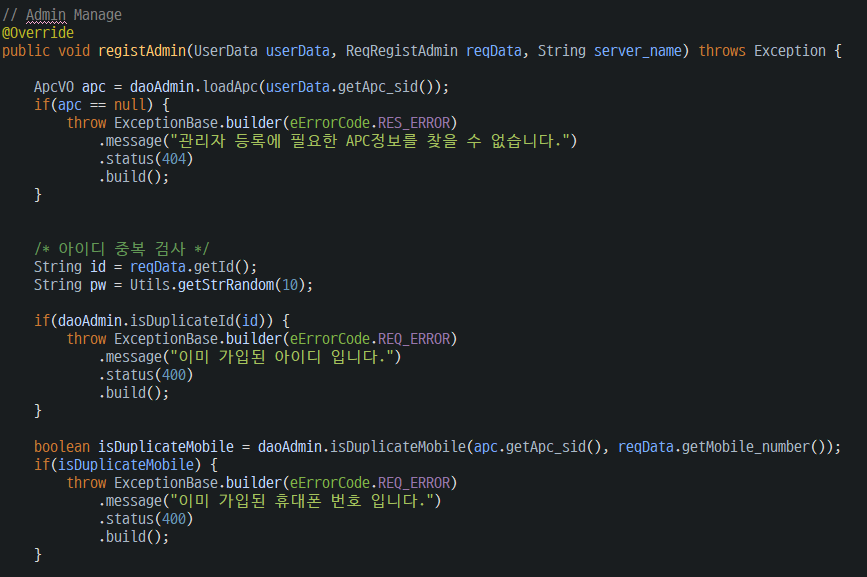 // Admin Manage
@Override
public void registAdmin(UserData userData, ReqRegistAdmin reqData, String server_name) throws Exception {
ApcVO apc = daoAdmin.loadApc(userData.getApc_sid());
if(apc == null) {
throw ExceptionBase.builder(eErrorCode.RES_ERROR)
.message("관리자 등록에 필요한 APC정보를 찾을 수 없습니다.")
.status(404)
.build();
}
/* 아이디 중복 검사 */
String id = reqData.getId();
String pw = Utils.getStrRandom(10);
if(daoAdmin.isDuplicateId(id)) {
throw ExceptionBase.builder(eErrorCode.REQ_ERROR)
.message("이미 가입된 아이디 입니다.")
.status(400)
.build();
}
boolean isDuplicateMobile = daoAdmin.isDuplicateMobile(apc.getApc_sid(), reqData.getMobile_number());
if(isDuplicateMobile) {
throw ExceptionBase.builder(eErrorCode.REQ_ERROR)
.message("이미 가입된 휴대폰 번호 입니다.")
.status(400)
.build();
}